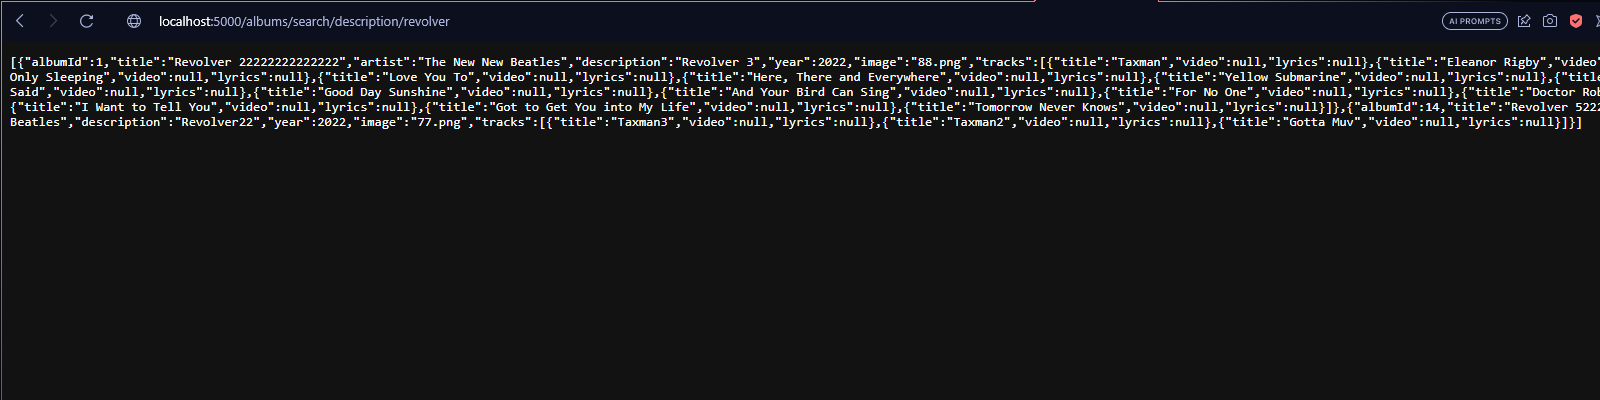 localhost:5000/albums/search/description/revolver
AI PROMPTS
[{"albumId":1,"title":"Revolver 22222222222222","artist":"The New New Beatles","description":"Revolver 3","year":2022,"image":"88.png","tracks":[{"title":"Taxman","video":null,"lyrics":null},{"title":"Eleanor Rigby","video
Only Sleeping","video":null,"lyrics":null},{"title":"Love You To","video":null,"lyrics":null},{"title":"Here, There and Everywhere","video":null,"lyrics":null},{"title":"Yellow Submarine","video":null,"lyrics":null},{"title
Said","video":null,"lyrics":null},{"title":"Good Day Sunshine","video":null,"lyrics":null},{"title":"And Your Bird Can Sing","video":null,"lyrics":null},{"title":"For No One","video":null,"lyrics":null},{"title":"Doctor Rob
{"title":"I Want to Tell You","video":null,"lyrics":null},{"title":"Got to Get You into My Life","video":null,"lyrics":null},{"title":"Tomorrow Never Knows","video":null,"lyrics":null}]},{"albumId":14,"title":"Revolver 5222
Beatles","description":"Revolver22","year":2022,"image":"77.png","tracks":[{"title":"Taxman3","video":null,"lyrics":null},{"title":"Taxman2","video":null,"lyrics":null},{"title":"Gotta Muv","video":null,"lyrics":null}]}]